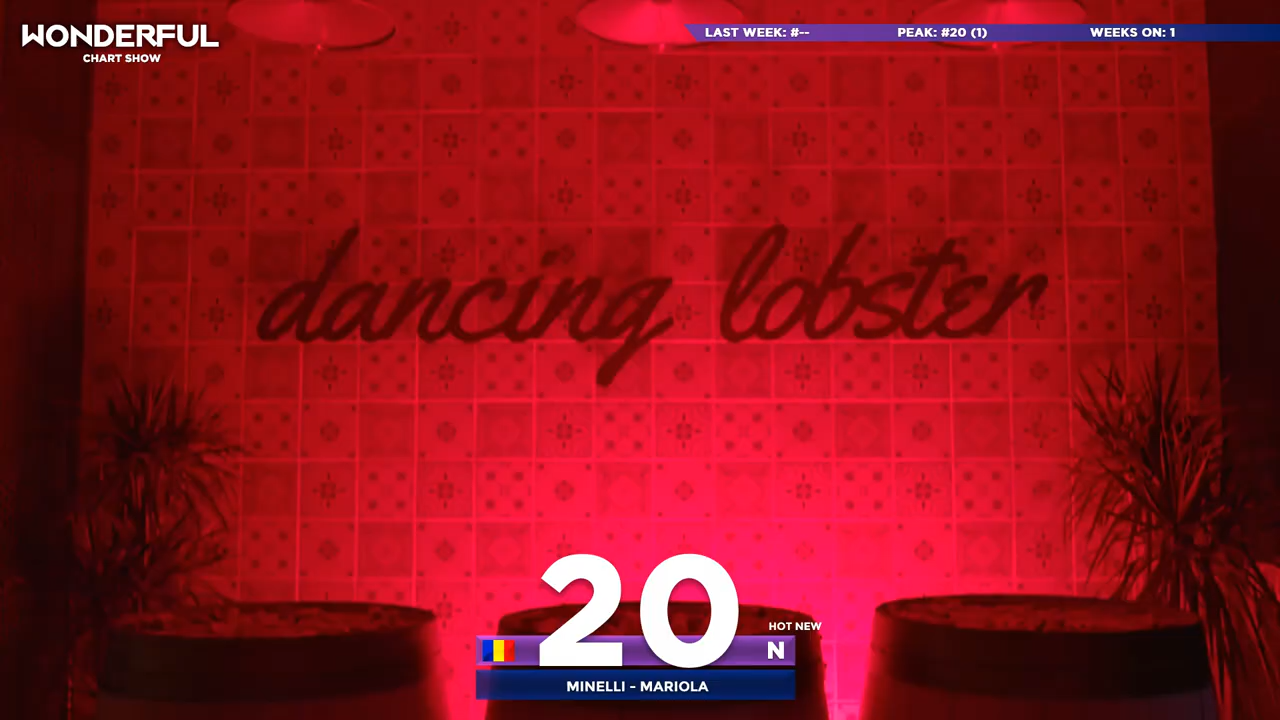 WONDERFUL
CHART SHOW
LAST WEEK: #-- PEAK: #20 (1) WEEKS ON: 1
dancing lobster
20
HOT NEW
N
MINELLI - MARIOLA